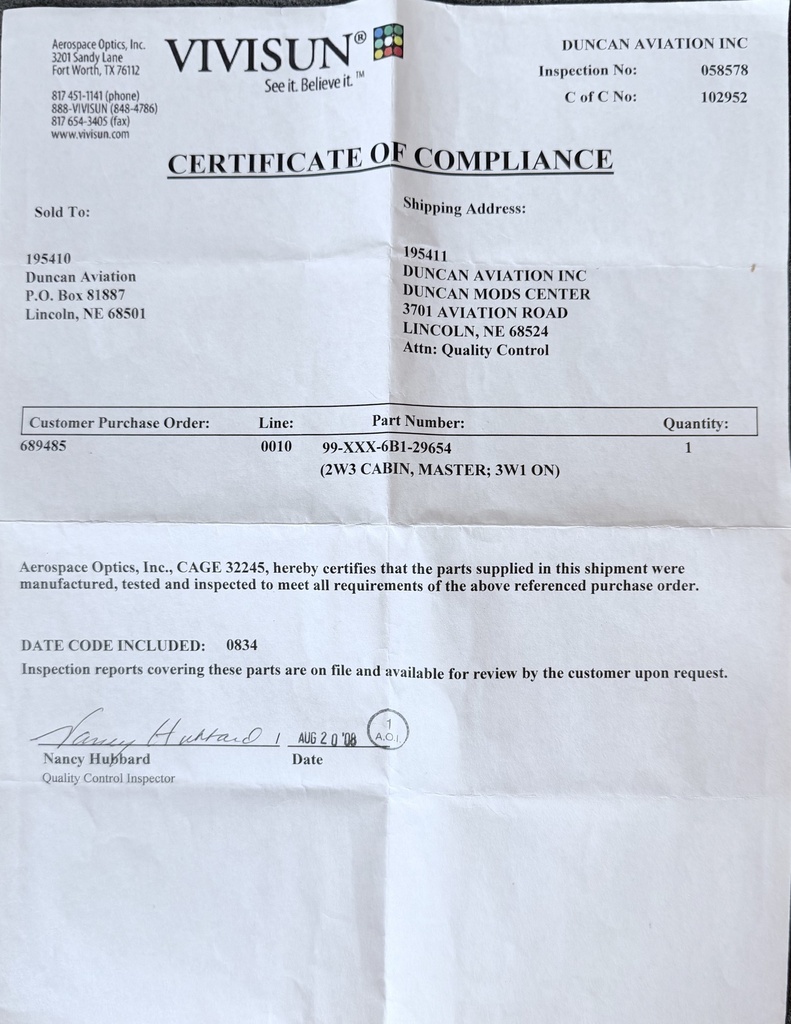 Aerospace Optics, Inc.
3201 Sandy Lane
Fort Worth, TX 76112
817 451-1141 (phone)
888-VIVISUN (848-4786)
817 654-3405 (fax)
www.vivisun.com
VIVISUN®
See it. Believe it.™
DUNCAN AVIATION INC
Inspection No: 058578
C of C No: 102952
CERTIFICATE OF COMPLIANCE
Sold To:
195410
Duncan Aviation
P.O. Box 81887
Lincoln, NE 68501
Shipping Address:
195411
DUNCAN AVIATION INC
DUNCAN MODS CENTER
3701 AVIATION ROAD
LINCOLN, NE 68524
Attn: Quality Control
Customer Purchase Order: Line: Part Number: Quantity:
689485 0010 99-XXX-6B1-29654 1
(2W3 CABIN, MASTER; 3W1 ON)
Aerospace Optics, Inc., CAGE 32245, hereby certifies that the parts supplied in this shipment were
manufactured, tested and inspected to meet all requirements of the above referenced purchase order.
DATE CODE INCLUDED: 0834
Inspection reports covering these parts are on file and available for review by the customer upon request.
Nancy Hubbard / AUG 20 '08 1 A.O.I.
Nancy Hubbard Date
Quality Control Inspector